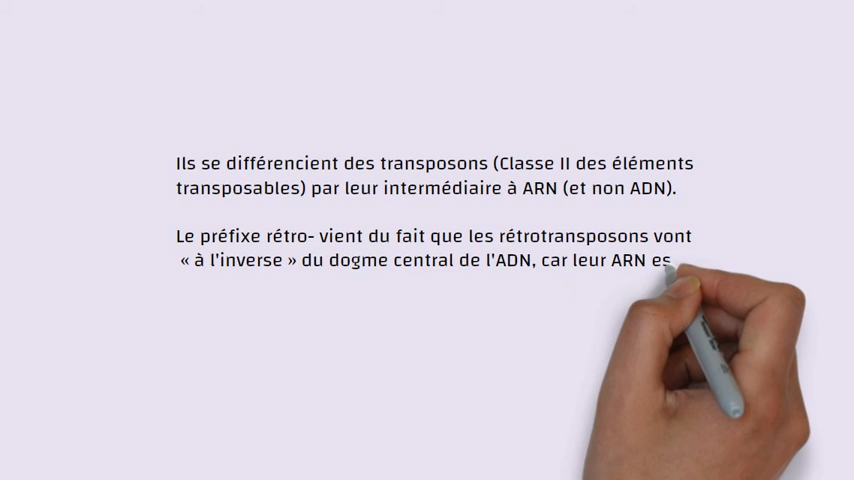 Ils se différencient des transposons (Classe II des éléments
transposables) par leur intermédiaire à ARN (et non ADN).
Le préfixe rétro- vient du fait que les rétrotransposons vont
« à l'inverse » du dogme central de l'ADN, car leur ARN es